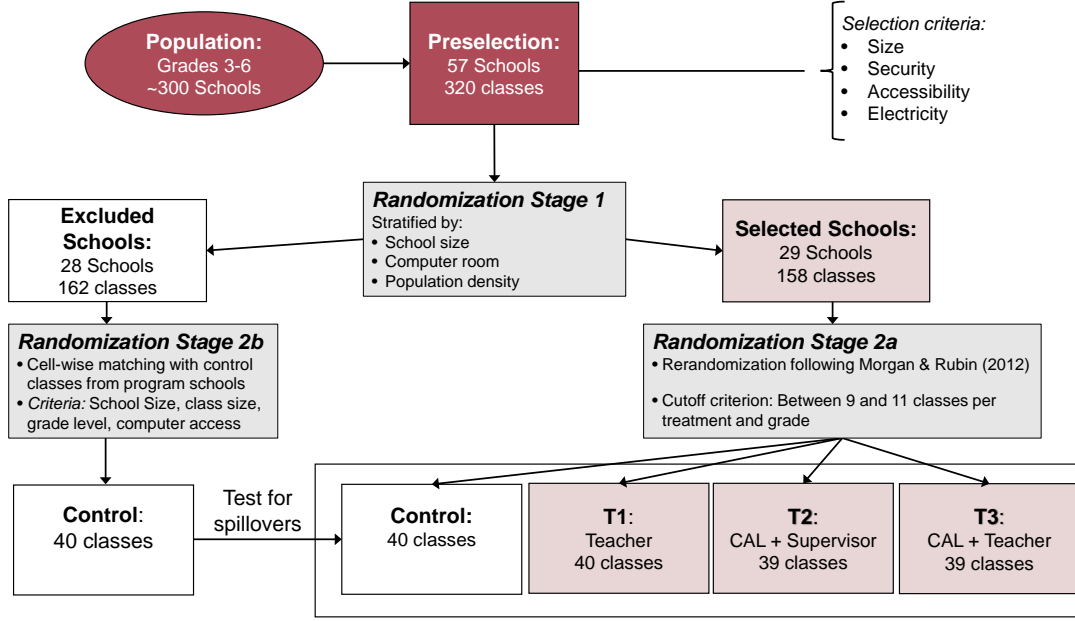 Population:
Grades 3-6
~300 Schools
Preselection:
57 Schools
320 classes
Selection criteria:
• Size
• Security
• Accessibility
• Electricity
Randomization Stage 1
Stratified by:
• School size
• Computer room
• Population density
Excluded
Schools:
28 Schools
162 classes
Selected Schools:
29 Schools
158 classes
Randomization Stage 2b
• Cell-wise matching with control
classes from program schools
• Criteria: School Size, class size,
grade level, computer access
Randomization Stage 2a
• Rerandomization following Morgan & Rubin (2012)
• Cutoff criterion: Between 9 and 11 classes per
treatment and grade
Control:
40 classes
Test for
spillovers
Control:
40 classes
T1:
Teacher
40 classes
T2:
CAL + Supervisor
39 classes
T3:
CAL + Teacher
39 classes